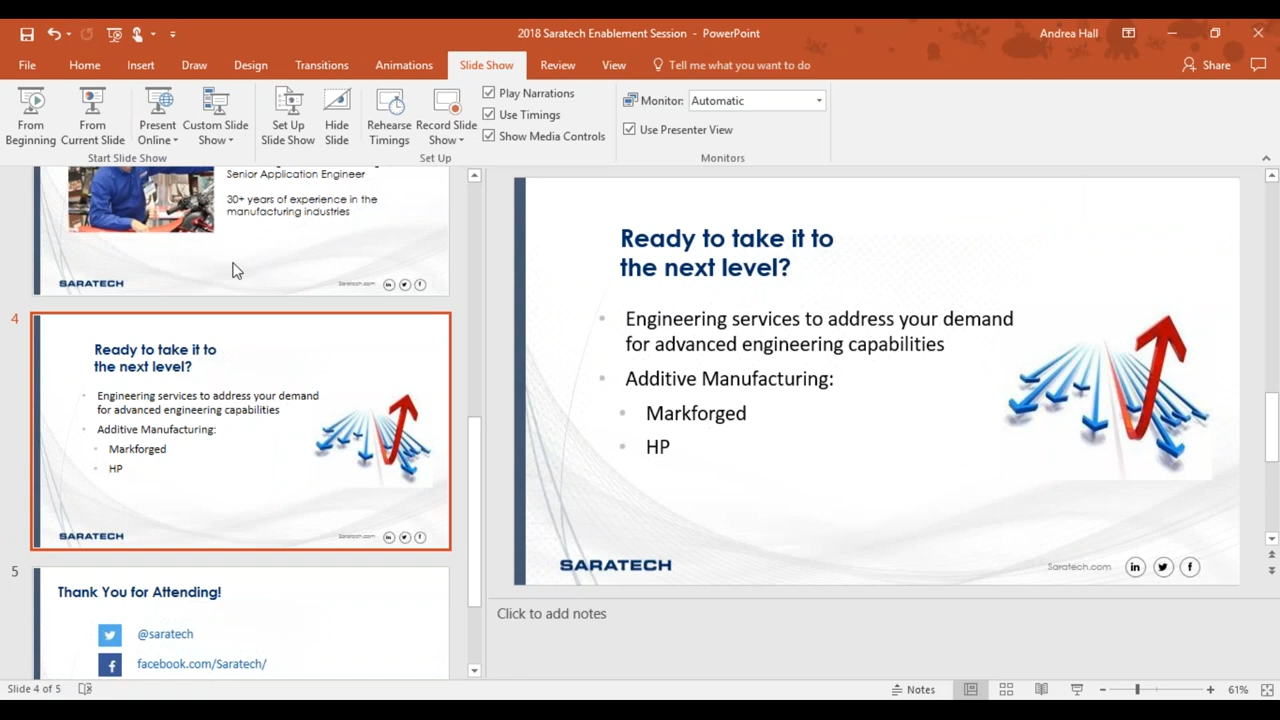 2018 Saratech Enablement Session - PowerPoint
Andrea Hall
File Home Insert Draw Design Transitions Animations Slide Show Review View Tell me what you want to do Share
From Beginning
From Current Slide
Present Online
Custom Slide Show
Start Slide Show
Set Up Slide Show
Hide Slide
Rehearse Timings
Record Slide Show
Play Narrations
Use Timings
Show Media Controls
Set Up
Monitor: Automatic
Use Presenter View
Monitors
Senior Application Engineer
30+ years of experience in the
manufacturing industries
SARATECH
Saratech.com in f
4
Ready to take it to
the next level?
Engineering services to address your demand
for advanced engineering capabilities
Additive Manufacturing:
Markforged
HP
SARATECH
Saratech.com in f
5
Thank You for Attending!
@saratech
f facebook.com/Saratech/
Ready to take it to
the next level?
Engineering services to address your demand
for advanced engineering capabilities
Additive Manufacturing:
Markforged
HP
SARATECH
Saratech.com in f
Click to add notes
Slide 4 of 5
Notes
61%